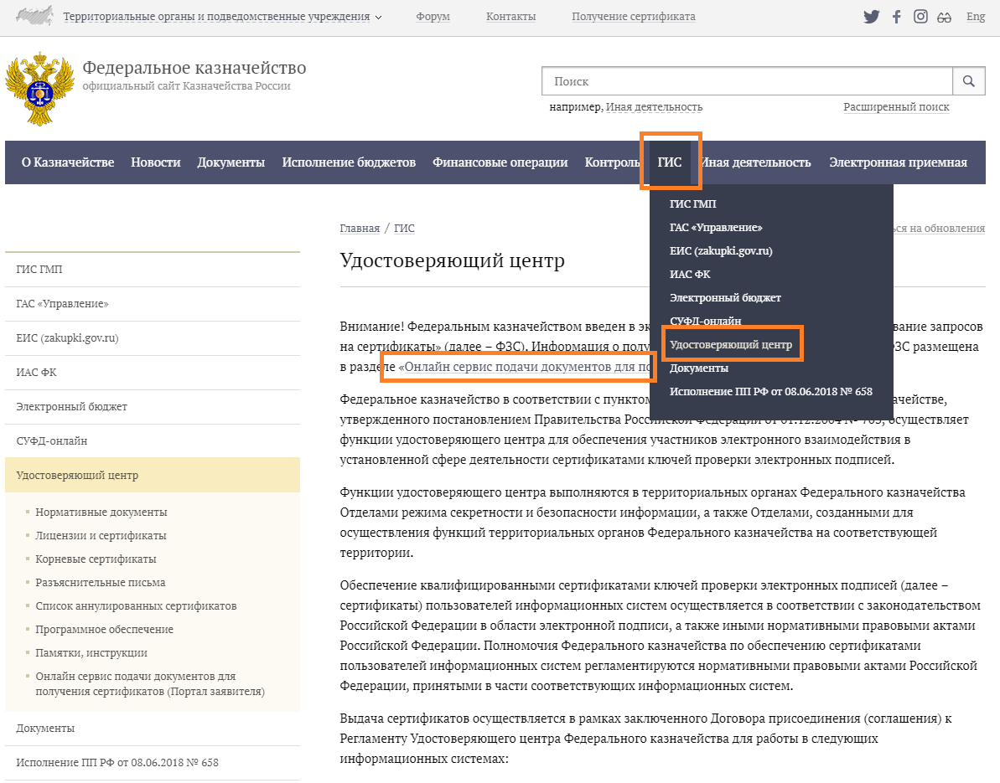 Территориальные органы и подведомственные учреждения
Форум
Контакты
Получение сертификата
Eng
Федеральное казначейство
официальный сайт Казначейства России
Поиск
например, Иная деятельность
Расширенный поиск
О Казначействе Новости Документы Исполнение бюджетов Финансовые операции Контроль ГИС Иная деятельность Электронная приемная
ГИС ГМП
ГАС «Управление»
ЕИС (zakupki.gov.ru)
ИАС ФК
Электронный бюджет
СУФД-онлайн
Удостоверяющий центр
Документы
Исполнение ПП РФ от 08.06.2018 № 658
ГИС ГМП
ГАС «Управление»
ЕИС (zakupki.gov.ru)
ИАС ФК
Электронный бюджет
СУФД-онлайн
Удостоверяющий центр
Нормативные документы
Лицензии и сертификаты
Корневые сертификаты
Разъяснительные письма
Список аннулированных сертификатов
Программное обеспечение
Памятки, инструкции
Онлайн сервис подачи документов для
получения сертификатов (Портал заявителя)
Документы
Исполнение ПП РФ от 08.06.2018 № 658
Главная / ГИС
ься на обновления
Удостоверяющий центр
Внимание! Федеральным казначейством введен в эк вание запросов
на сертификаты» (далее – ФЗС). Информация о полу ФЗС размещена
в разделе «Онлайн сервис подачи документов для по
Федеральное казначейство в соответствии с пунктом значействе,
утвержденного постановлением Правительства Российской Федерации от 01.12.2004 № 703, осуществляет
функции удостоверяющего центра для обеспечения участников электронного взаимодействия в
установленной сфере деятельности сертификатами ключей проверки электронных подписей.
Функции удостоверяющего центра выполняются в территориальных органах Федерального казначейства
Отделами режима секретности и безопасности информации, а также Отделами, созданными для
осуществления функций территориальных органов Федерального казначейства на соответствующей
территории.
Обеспечение квалифицированными сертификатами ключей проверки электронных подписей (далее –
сертификаты) пользователей информационных систем осуществляется в соответствии с законодательством
Российской Федерации в области электронной подписи, а также иными нормативными правовыми актами
Российской Федерации. Полномочия Федерального казначейства по обеспечению сертификатами
пользователей информационных систем регламентируются нормативными правовыми актами Российской
Федерации, принятыми в части соответствующих информационных систем.
Выдача сертификатов осуществляется в рамках заключенного Договора присоединения (соглашения) к
Регламенту Удостоверяющего центра Федерального казначейства для работы в следующих
информационных системах: